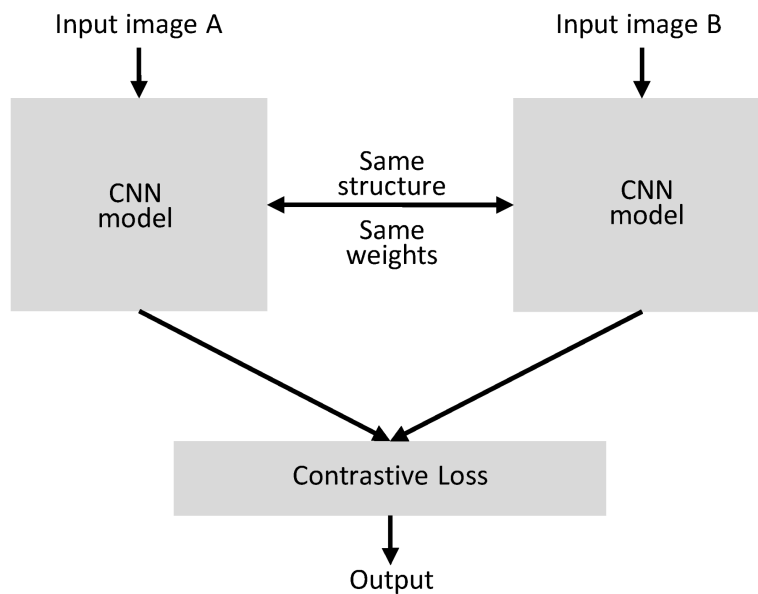 Input image A
Input image B
CNN
model
Same
structure
Same
weights
CNN
model
Contrastive Loss
Output